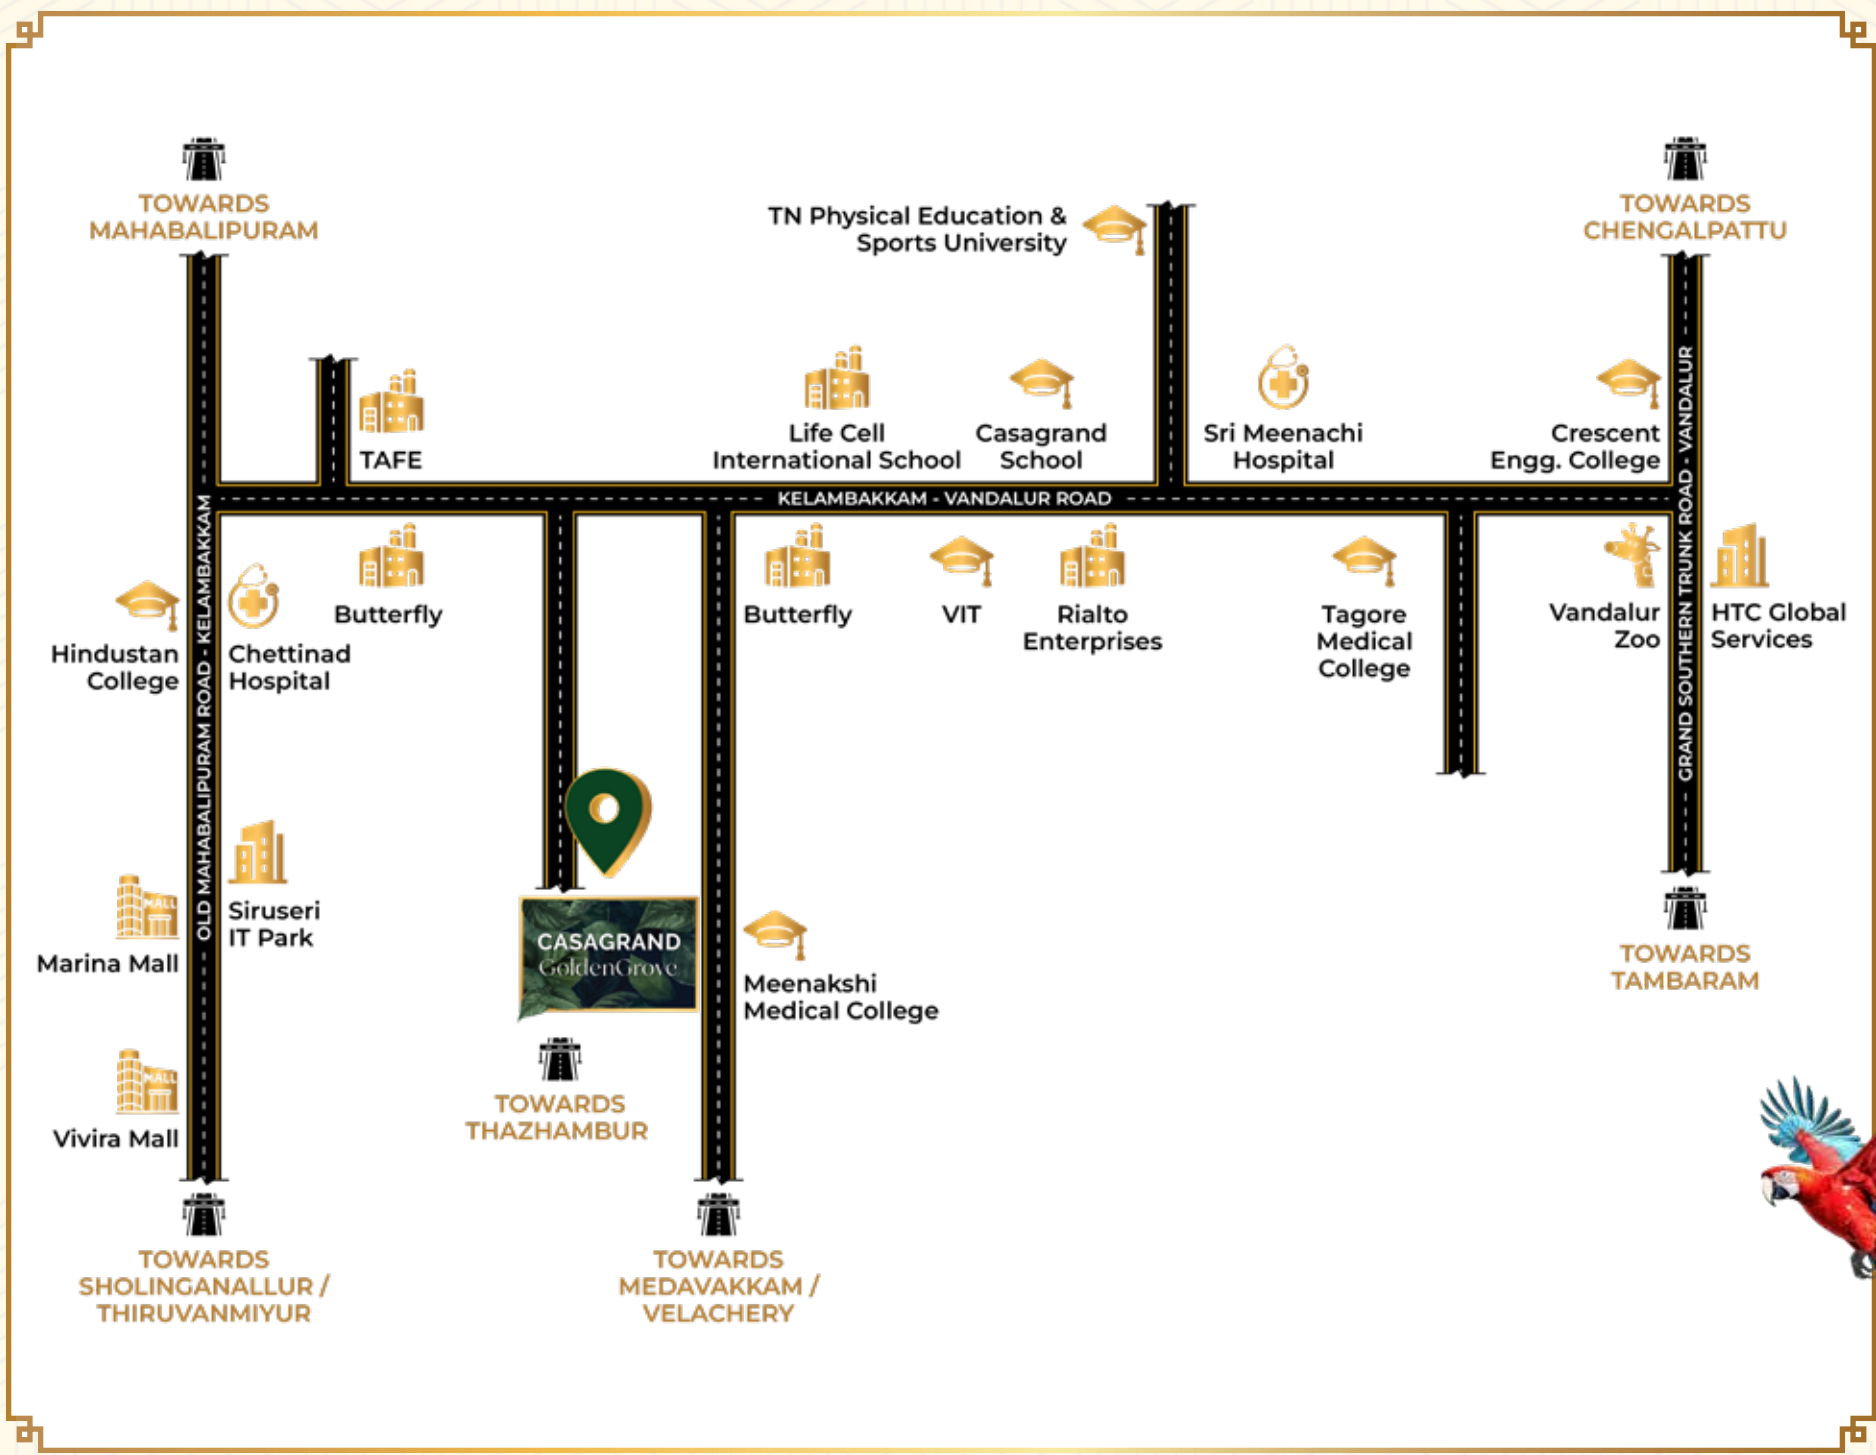 TOWARDS
MAHABALIPURAM
TN Physical Education &
Sports University
TOWARDS
CHENGALPATTU
TAFE
Life Cell
International School
Casagrand
School
Sri Meenachi
Hospital
Crescent
Engg. College
KELAMBAKKAM - VANDALUR ROAD
OLD MAHABALIPURAM ROAD - KELAMBAKKAM
GRAND SOUTHERN TRUNK ROAD - VANDALUR
Hindustan
College
Chettinad
Hospital
Butterfly
Butterfly
VIT
Rialto
Enterprises
Tagore
Medical
College
Vandalur
Zoo
HTC Global
Services
MALL
Marina Mall
Siruseri
IT Park
CASAGRAND
GoldenGrove
Meenakshi
Medical College
TOWARDS
TAMBARAM
MALL
Vivira Mall
TOWARDS
THAZHAMBUR
TOWARDS
SHOLINGANALLUR /
THIRUVANMIYUR
TOWARDS
MEDAVAKKAM /
VELACHERY